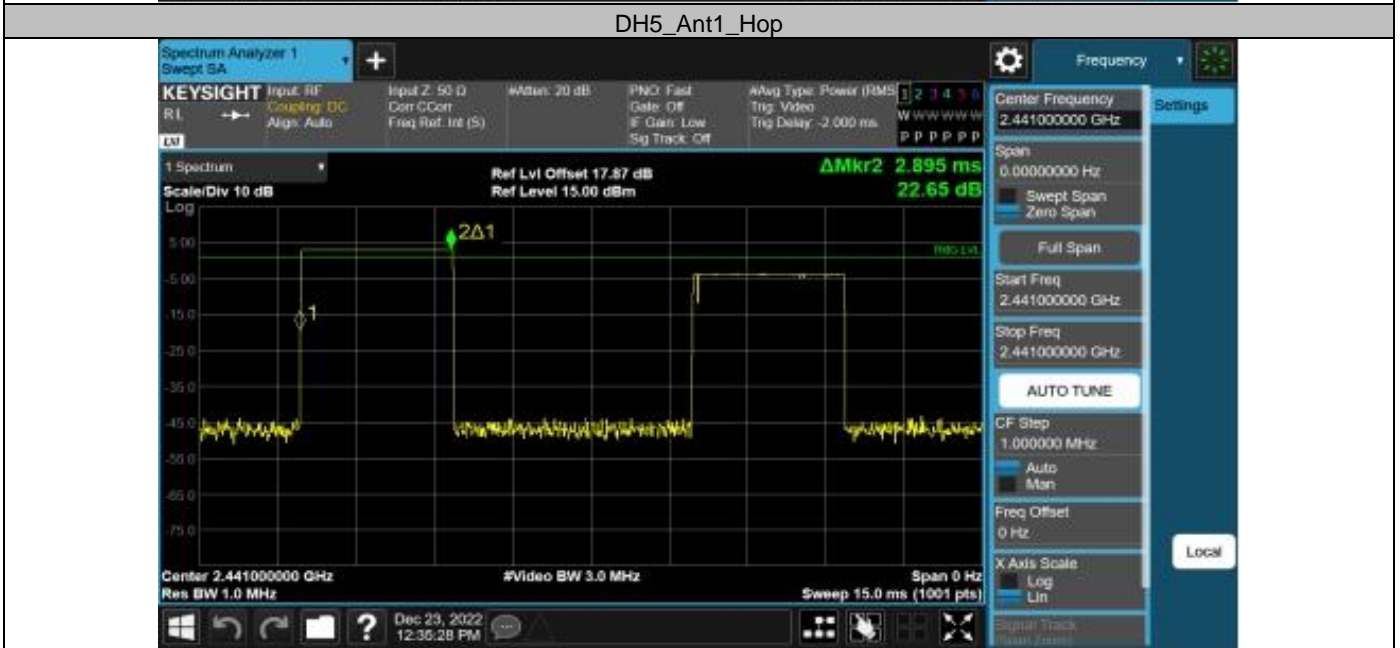 DH5_Ant1_Hop
Spectrum Analyzer 1
Swept SA
Frequency
KEYSIGHT
RL
LXI
Input: RF
Coupling: DC
Align: Auto
Input Z: 50 Ω
Corr CCorr
Freq Ref: Int (S)
#Atten: 20 dB
PNO: Fast
Gate: Off
IF Gain: Low
Sig Track: Off
#Avg Type: Power (RMS
Trig: Video
Trig Delay: -2.000 ms
1 2 3 4 5 6
W W W W W W
P P P P P P
1 Spectrum
Scale/Div 10 dB
Log
Ref Lvl Offset 17.87 dB
Ref Level 15.00 dBm
ΔMkr2 2.895 ms
22.65 dB
2Δ1
1
5.00
-5.00
-15.0
-25.0
-35.0
-45.0
-55.0
-65.0
-75.0
Center 2.441000000 GHz
Res BW 1.0 MHz
#Video BW 3.0 MHz
Span 0 Hz
Sweep 15.0 ms (1001 pts)
?
Dec 23, 2022
12:36:28 PM
Center Frequency
2.441000000 GHz
Settings
Span
0.00000000 Hz
Swept Span
Zero Span
Full Span
Start Freq
2.441000000 GHz
Stop Freq
2.441000000 GHz
AUTO TUNE
CF Step
1.000000 MHz
Auto
Man
Freq Offset
0 Hz
X Axis Scale
Log
Lin
Local
Signal Track